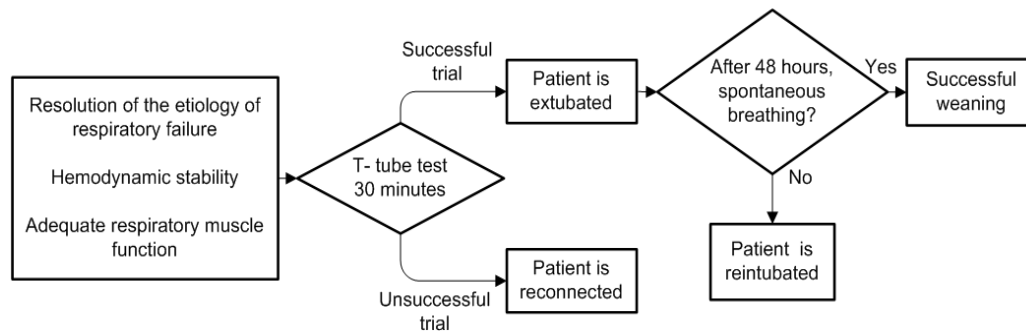 Resolution of the etiology of
respiratory failure
Hemodynamic stability
Adequate respiratory muscle
function
T- tube test
30 minutes
Successful
trial
Patient is
extubated
After 48 hours,
spontaneous
breathing?
Yes
Successful
weaning
No
Patient is
reintubated
Unsuccessful
trial
Patient is
reconnected